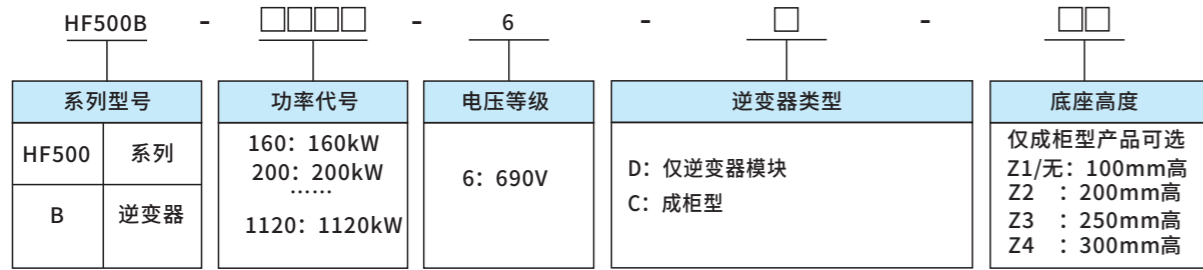 HF500B - □□□□ - 6 - □ - □□
系列型号 功率代号 电压等级 逆变器类型 底座高度
HF500 系列
B 逆变器
160：160kW
200：200kW
······
1120：1120kW
6：690V
D：仅逆变器模块
C：成柜型
仅成柜型产品可选
Z1/无：100mm高
Z2 ：200mm高
Z3 ：250mm高
Z4 ：300mm高